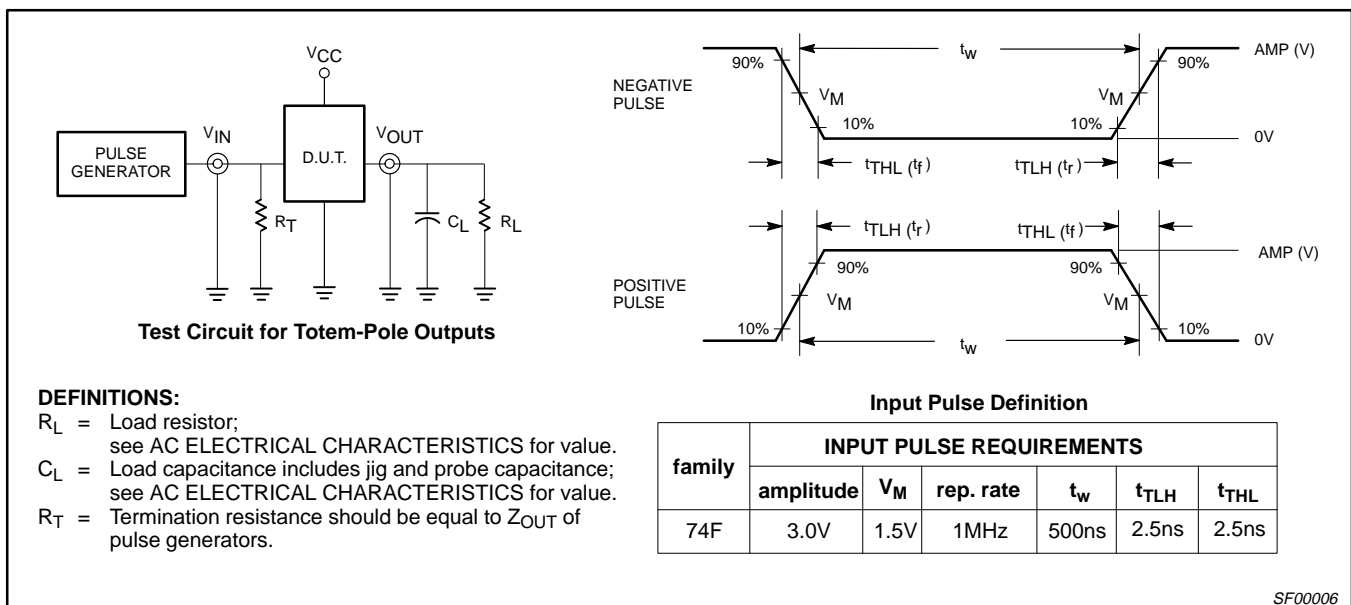 VCC
VIN
VOUT
PULSE
GENERATOR
D.U.T.
RT
CL
RL
Test Circuit for Totem-Pole Outputs
NEGATIVE
PULSE
90%
tw
90%
AMP (V)
VM
VM
10%
10%
0V
tTHL (tf)
tTLH (tr)
tTLH (tr)
tTHL (tf)
AMP (V)
POSITIVE
PULSE
90%
90%
VM
VM
10%
10%
tw
0V
DEFINITIONS:
RL = Load resistor;
see AC ELECTRICAL CHARACTERISTICS for value.
CL = Load capacitance includes jig and probe capacitance;
see AC ELECTRICAL CHARACTERISTICS for value.
RT = Termination resistance should be equal to ZOUT of
pulse generators.
Input Pulse Definition
family
INPUT PULSE REQUIREMENTS
amplitude VM rep. rate tw tTLH tTHL
74F 3.0V 1.5V 1MHz 500ns 2.5ns 2.5ns
SF00006